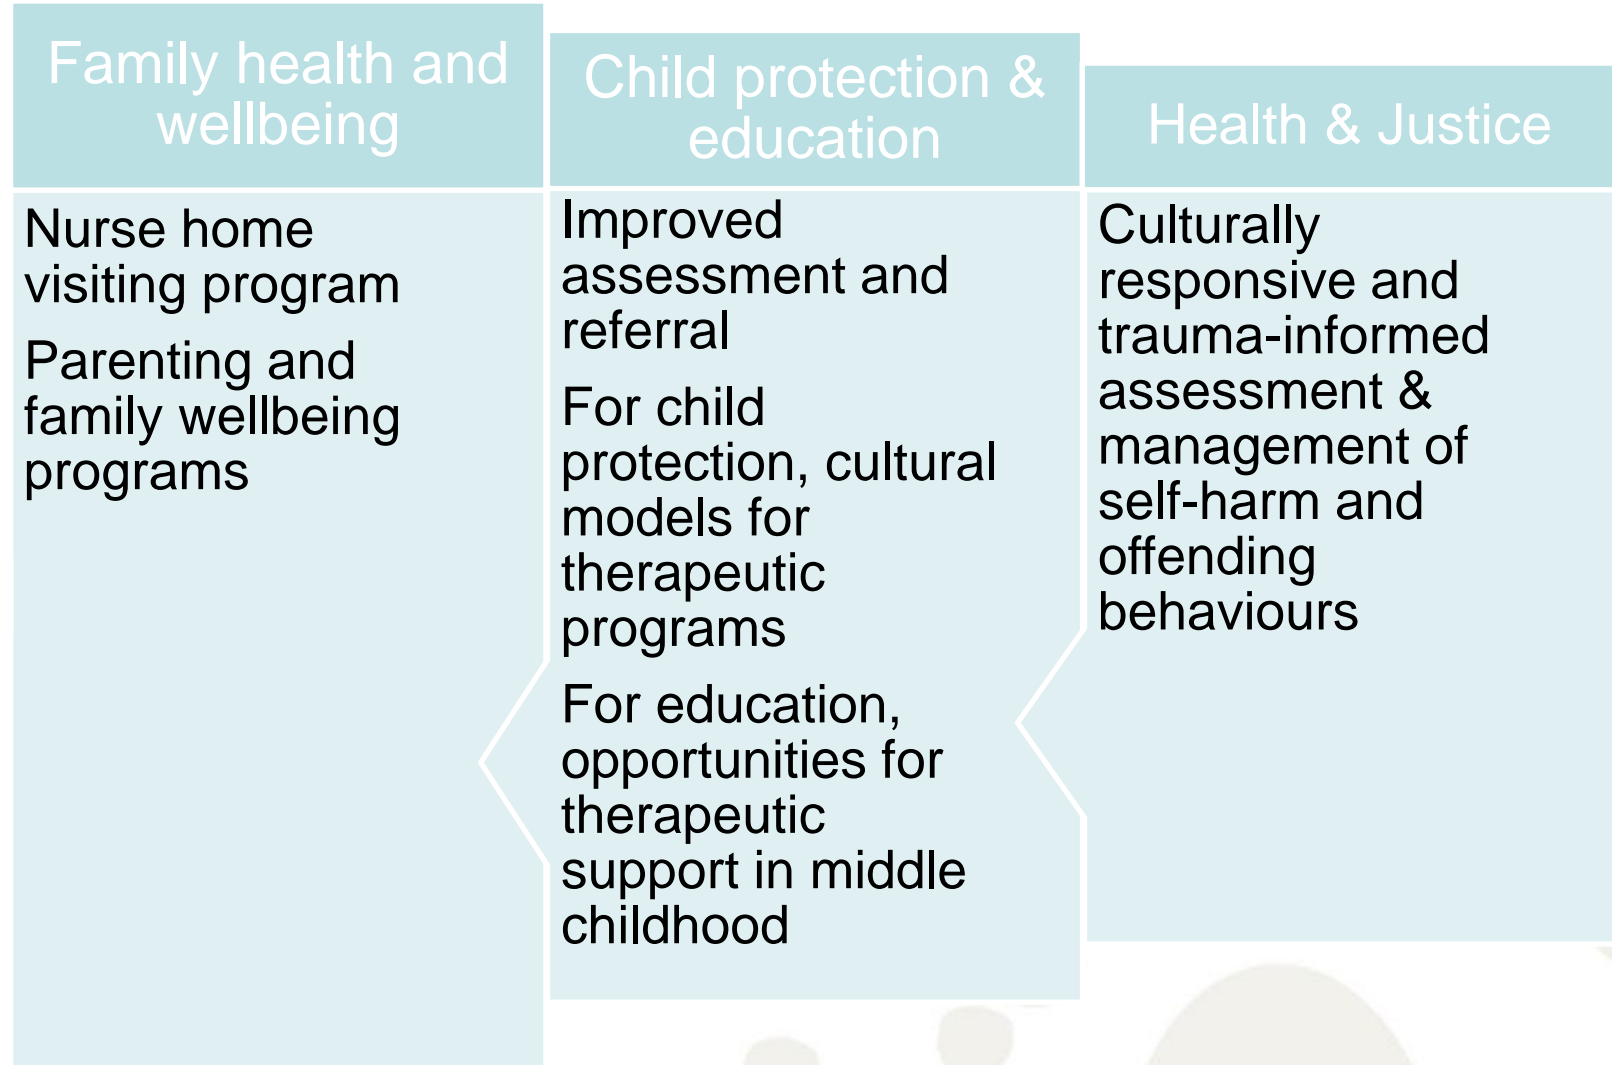 Family health and
wellbeing
Nurse home
visiting program
Parenting and
family wellbeing
programs
Child protection &
education
Improved
assessment and
referral
For child
protection, cultural
models for
therapeutic
programs
For education,
opportunities for
therapeutic
support in middle
childhood
Health & Justice
Culturally
responsive and
trauma-informed
assessment &
management of
self-harm and
offending
behaviours